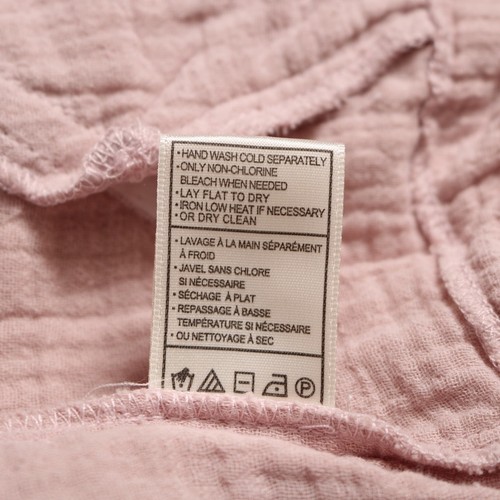 • HAND WASH COLD SEPARATELY
• ONLY NON-CHLORINE
BLEACH WHEN NEEDED
• LAY FLAT TO DRY
• IRON LOW HEAT IF NECESSARY
• OR DRY CLEAN
• LAVAGE À LA MAIN SÉPARÉMENT
À FROID
• JAVEL SANS CHLORE
SI NÉCESSAIRE
• SÉCHAGE À PLAT
• REPASSAGE À BASSE
TEMPÉRATURE SI NÉCESSAIRE
• OU NETTOYAGE À SEC
P